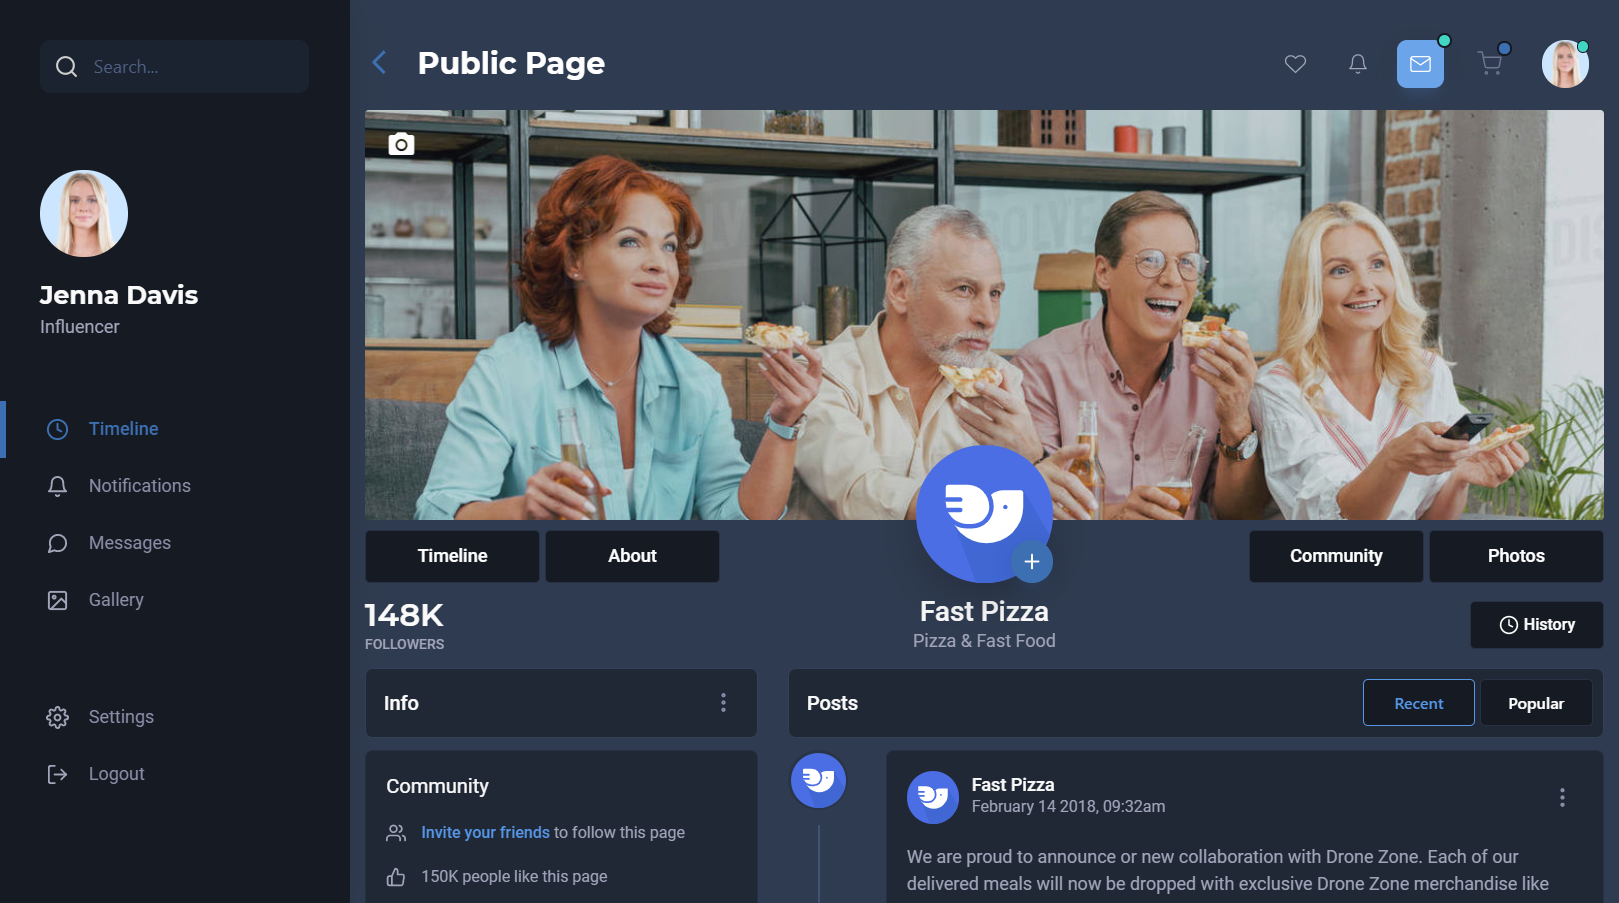 Search...
Public Page
Jenna Davis
Influencer
Timeline
Notifications
Messages
Gallery
Settings
Logout
Timeline
About
Community
Photos
148K
FOLLOWERS
Fast Pizza
Pizza & Fast Food
History
Info
Posts
Recent
Popular
Community
Invite your friends to follow this page
150K people like this page
Fast Pizza
February 14 2018, 09:32am
We are proud to announce or new collaboration with Drone Zone. Each of our
delivered meals will now be dropped with exclusive Drone Zone merchandise like